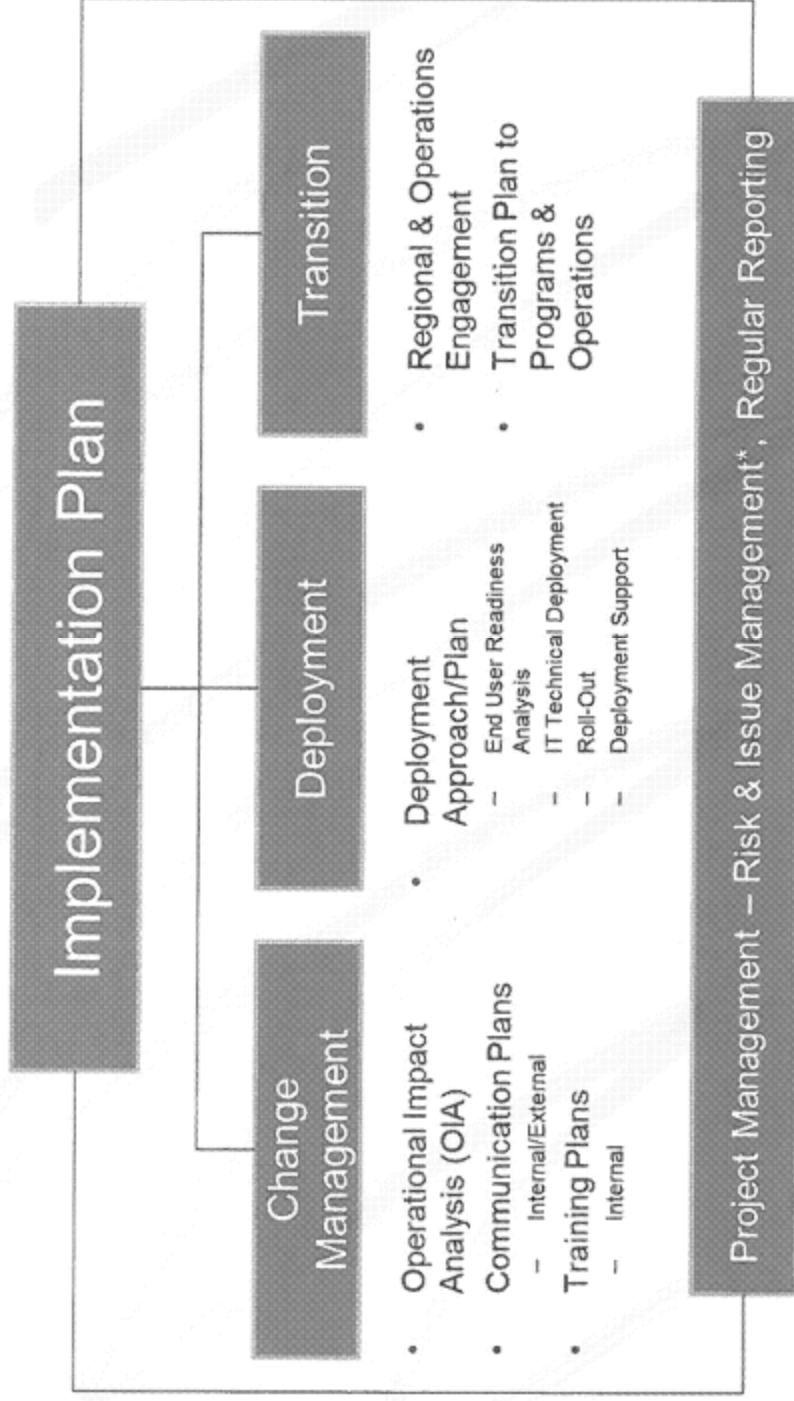 Implementation Plan
Change
Management
• Operational Impact
Analysis (OIA)
• Communication Plans
– Internal/External
• Training Plans
– Internal
Deployment
• Deployment
Approach/Plan
– End User Readiness
Analysis
– IT Technical Deployment
– Roll-Out
– Deployment Support
Transition
• Regional & Operations
Engagement
• Transition Plan to
Programs &
Operations
Project Management – Risk & Issue Management*, Regular Reporting